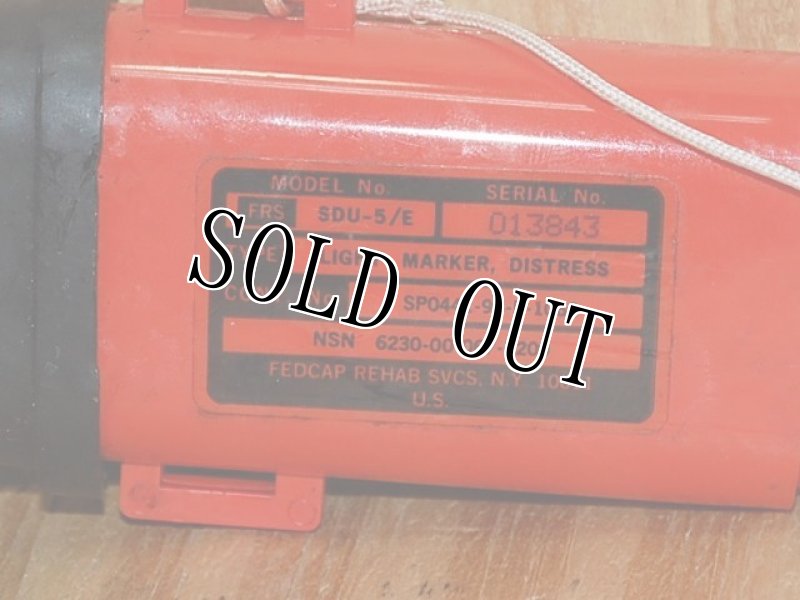 MODEL No. SERIAL No.
FRS SDU-5/E 013843
MARKER, DISTRESS
NSN
FEDCAP REHAB SVCS. N.Y.
U.S.
SOLD OUT